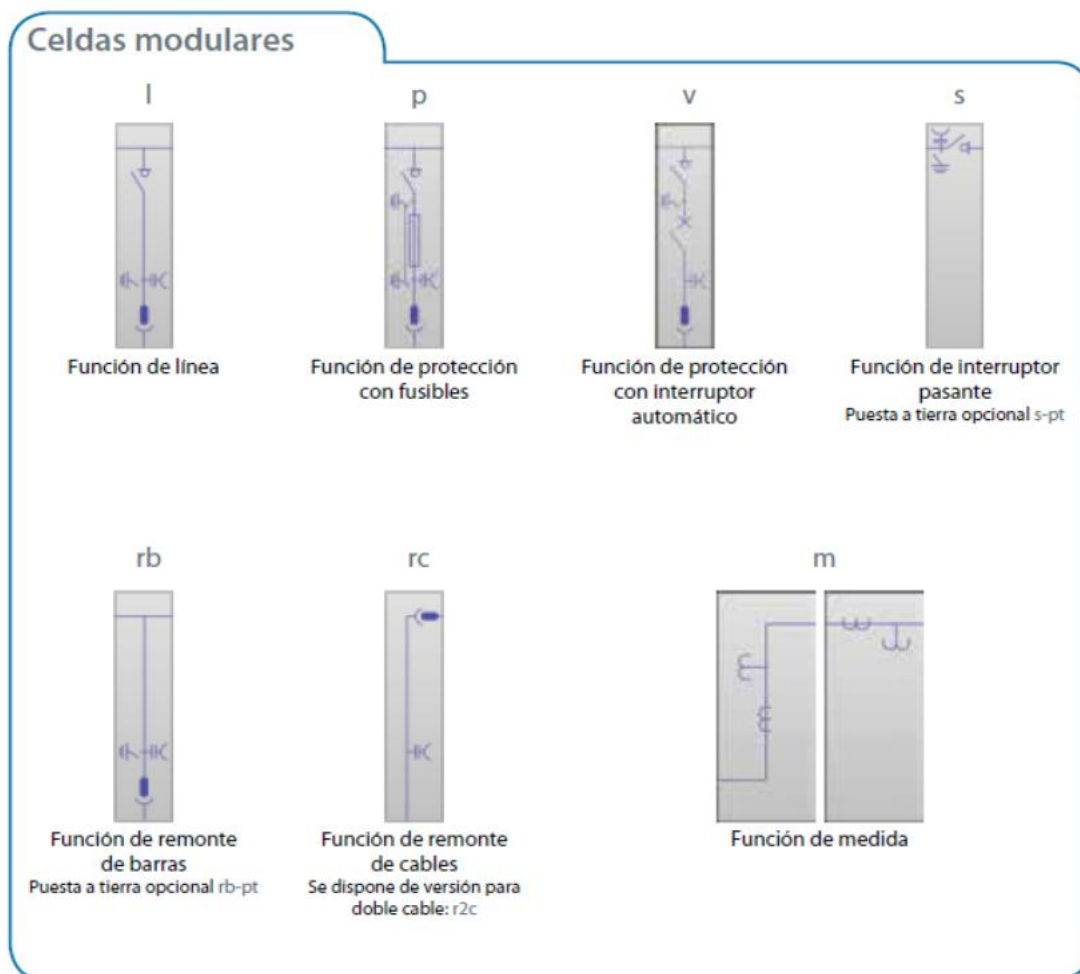 Celdas modulares
l
p
v
s
Función de línea
Función de protección
con fusibles
Función de protección
con interruptor
automático
Función de interruptor
pasante
Puesta a tierra opcional s-pt
rb
rc
m
Función de remonte
de barras
Puesta a tierra opcional rb-pt
Función de remonte
de cables
Se dispone de versión para
doble cable: r2c
Función de medida